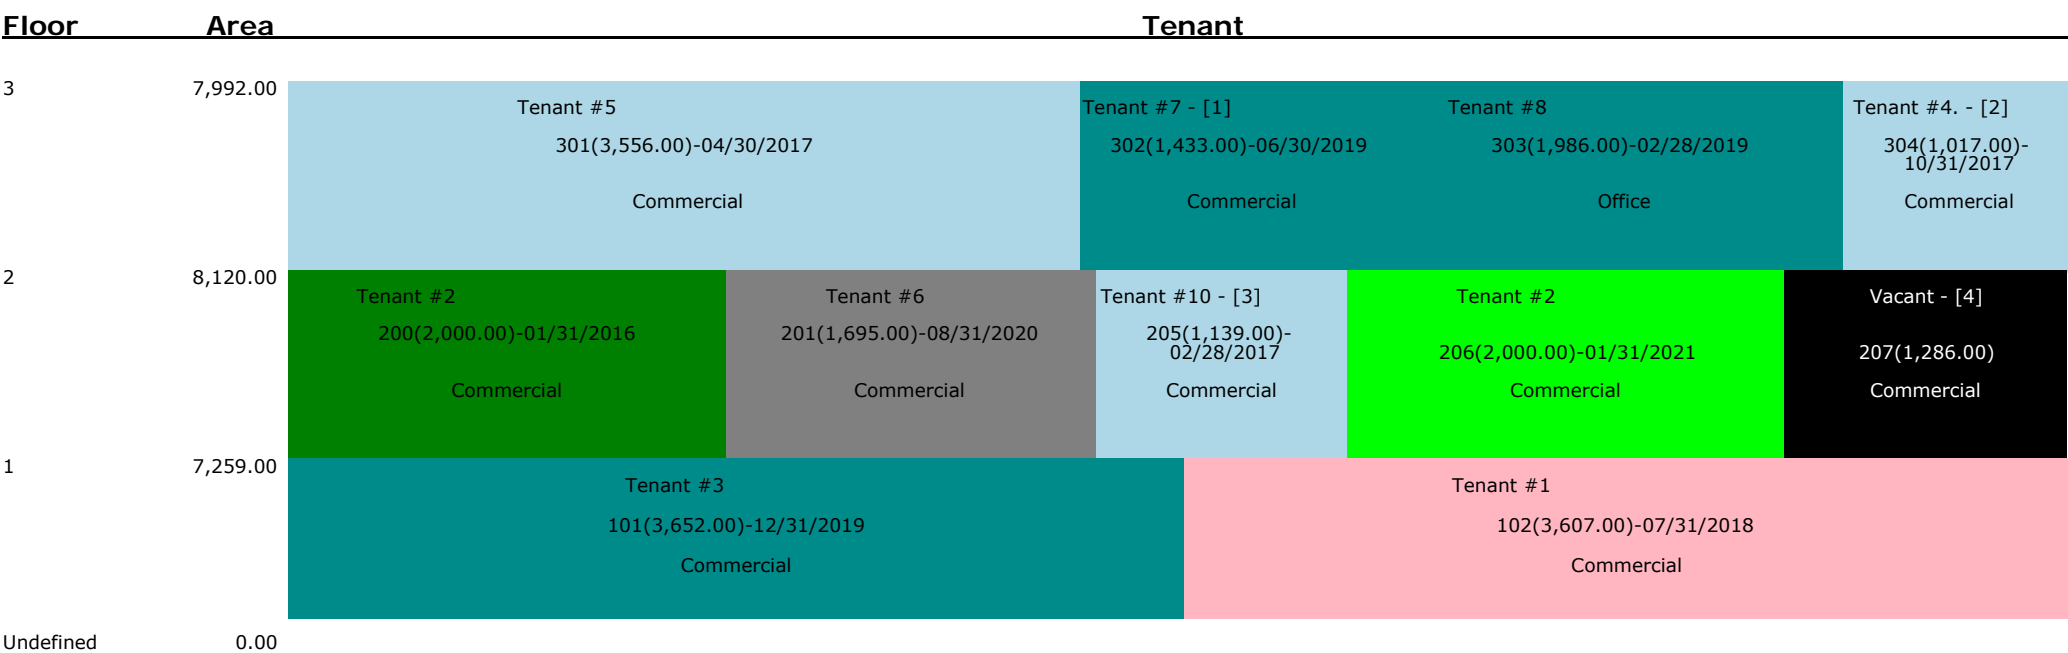 Floor Area Tenant
3 7,992.00
Tenant #5 Tenant #7 - [1] Tenant #8 Tenant #4. - [2]
301(3,556.00)-04/30/2017 302(1,433.00)-06/30/2019 303(1,986.00)-02/28/2019 304(1,017.00)-
10/31/2017
Commercial Commercial Office Commercial
2 8,120.00
Tenant #2 Tenant #6 Tenant #10 - [3] Tenant #2 Vacant - [4]
200(2,000.00)-01/31/2016 201(1,695.00)-08/31/2020 205(1,139.00)-
02/28/2017 206(2,000.00)-01/31/2021 207(1,286.00)
Commercial Commercial Commercial Commercial Commercial
1 7,259.00
Tenant #3 Tenant #1
101(3,652.00)-12/31/2019 102(3,607.00)-07/31/2018
Commercial Commercial
Undefined 0.00